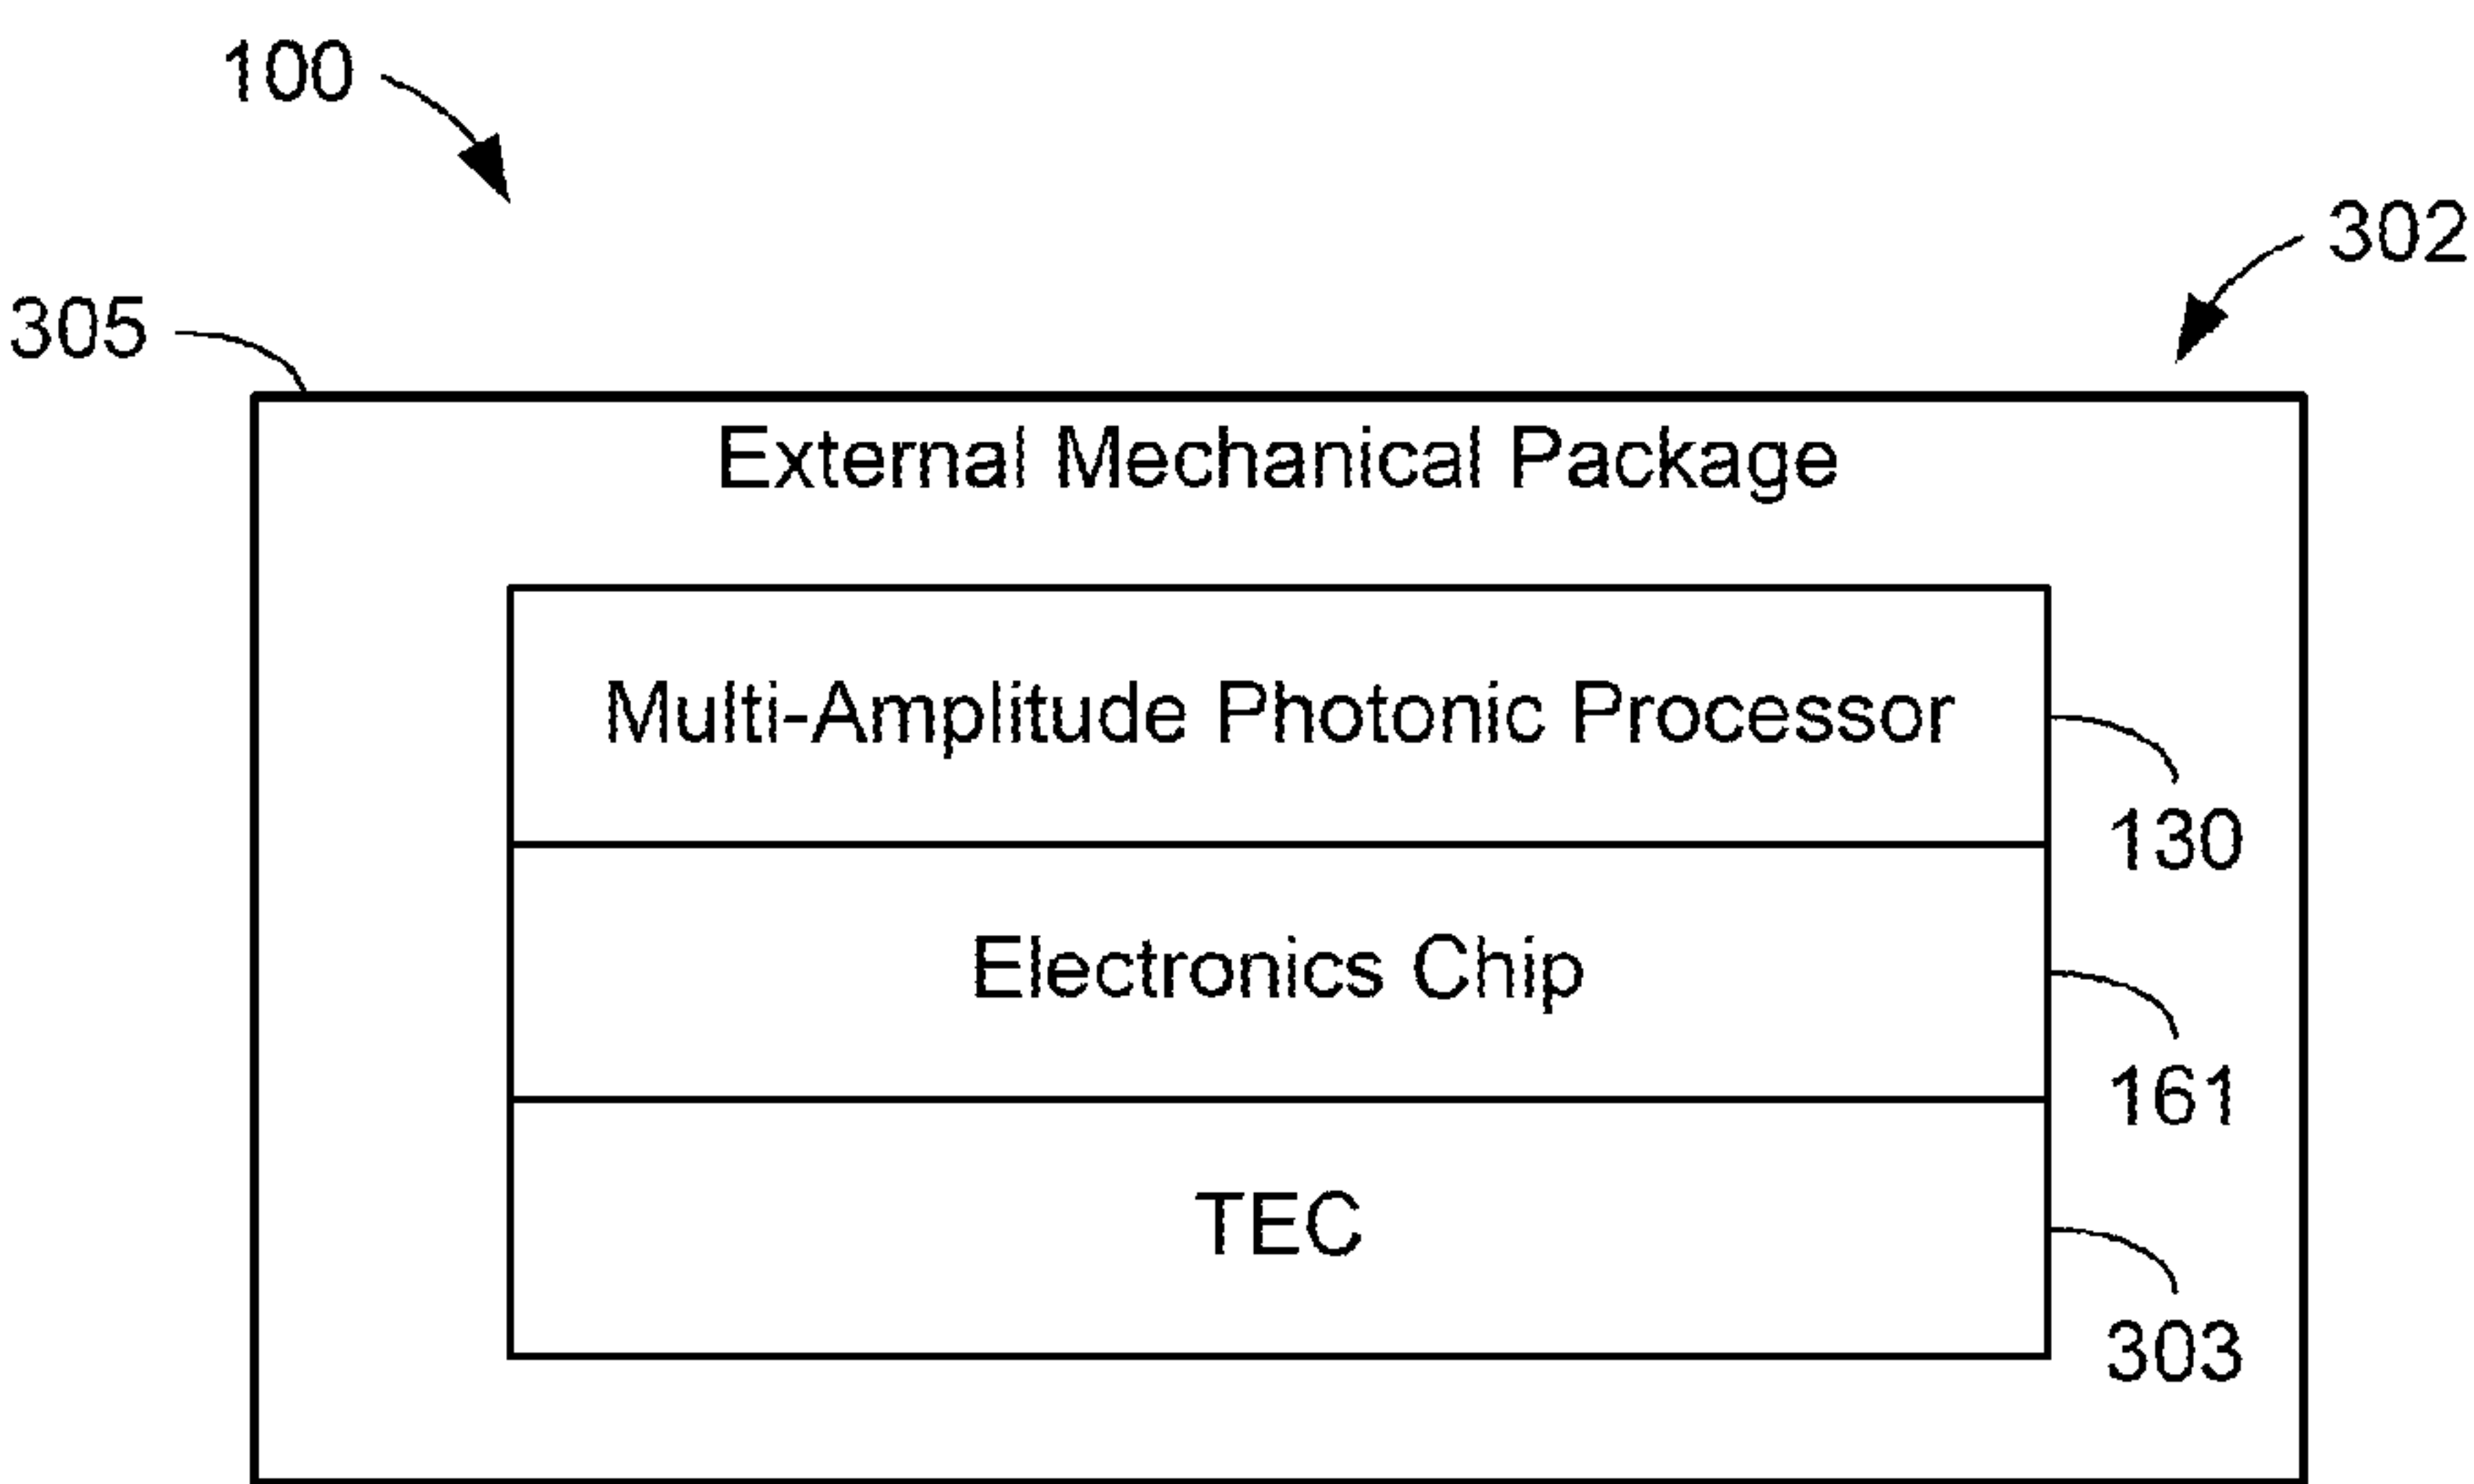 100
302
305
External Mechanical Package
Multi-Amplitude Photonic Processor
130
Electronics Chip
161
TEC
303